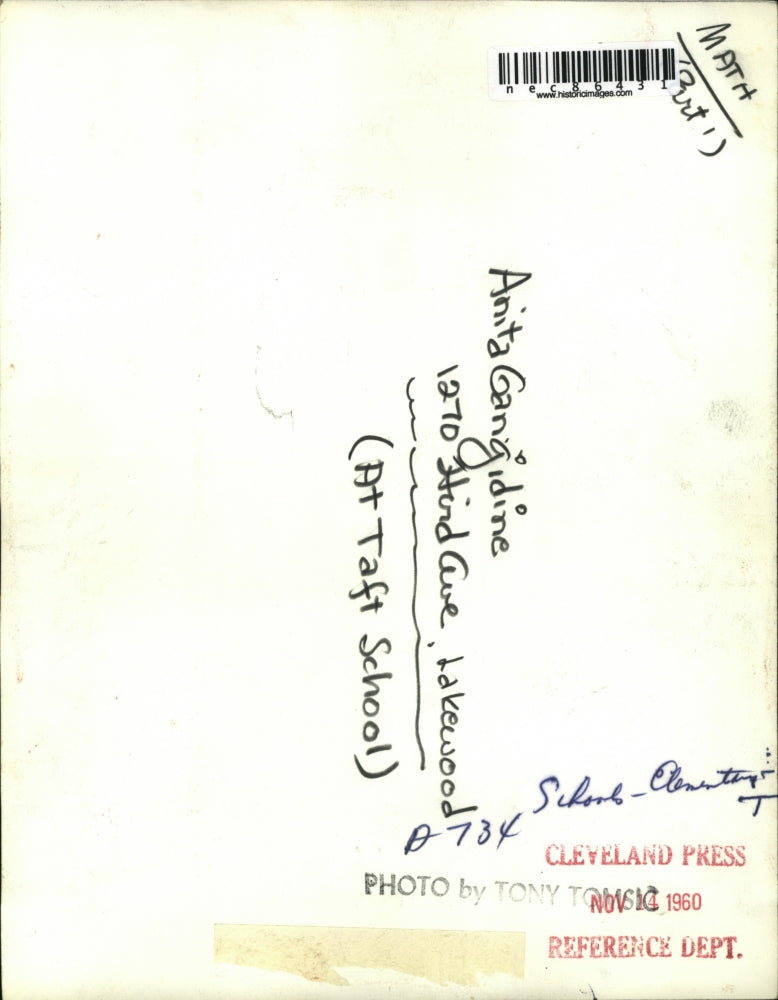 MATH
(Part 1)
nec86431
www.historicimages.com
Anita Gangidine
1270 Hird Ave, Lakewood
(At Taft School)
Schools - Elementary - T
A-734
CLEVELAND PRESS
PHOTO by TONY TOMSIC
NOV 14 1960
REFERENCE DEPT.